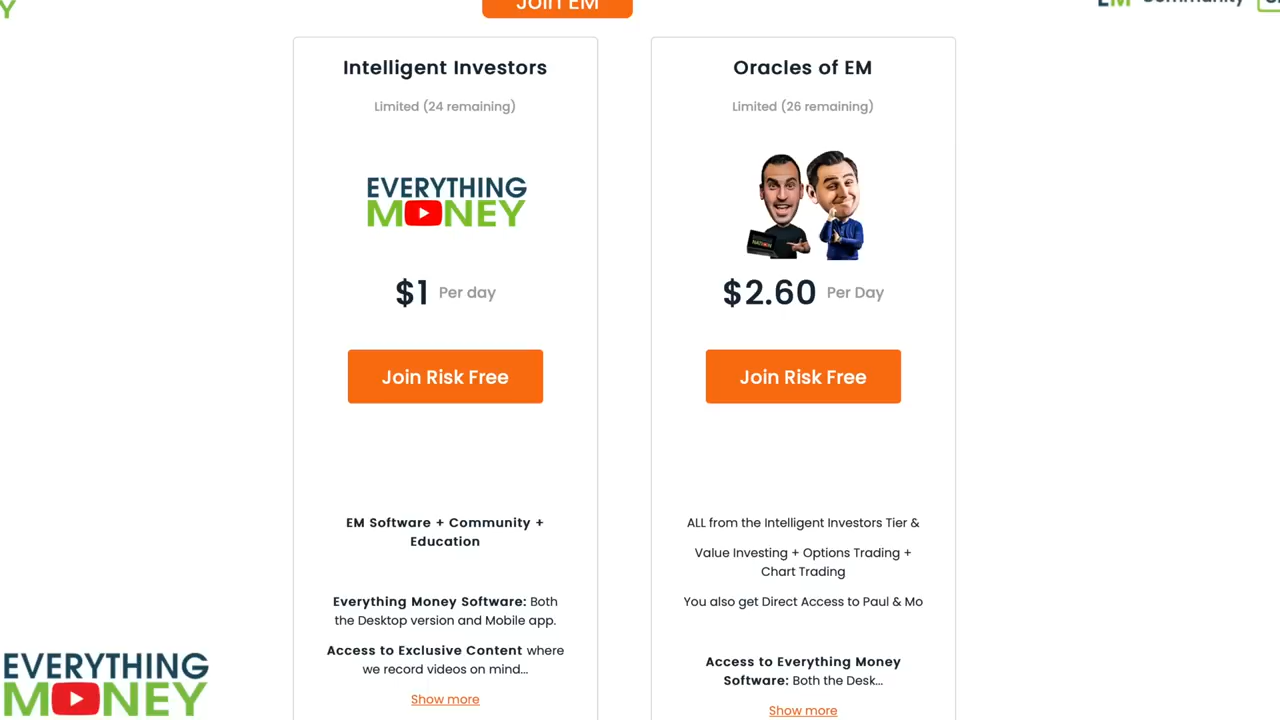 Join EM
EM Community
Intelligent Investors
Limited (24 remaining)
EVERYTHING
MONEY
$1 Per day
Join Risk Free
EM Software + Community +
Education
Everything Money Software: Both
the Desktop version and Mobile app.
Access to Exclusive Content where
we record videos on mind...
Show more
Oracles of EM
Limited (26 remaining)
$2.60 Per Day
Join Risk Free
ALL from the Intelligent Investors Tier &
Value Investing + Options Trading +
Chart Trading
You also get Direct Access to Paul & Mo
Access to Everything Money
Software: Both the Desk...
Show more
EVERYTHING
MONEY